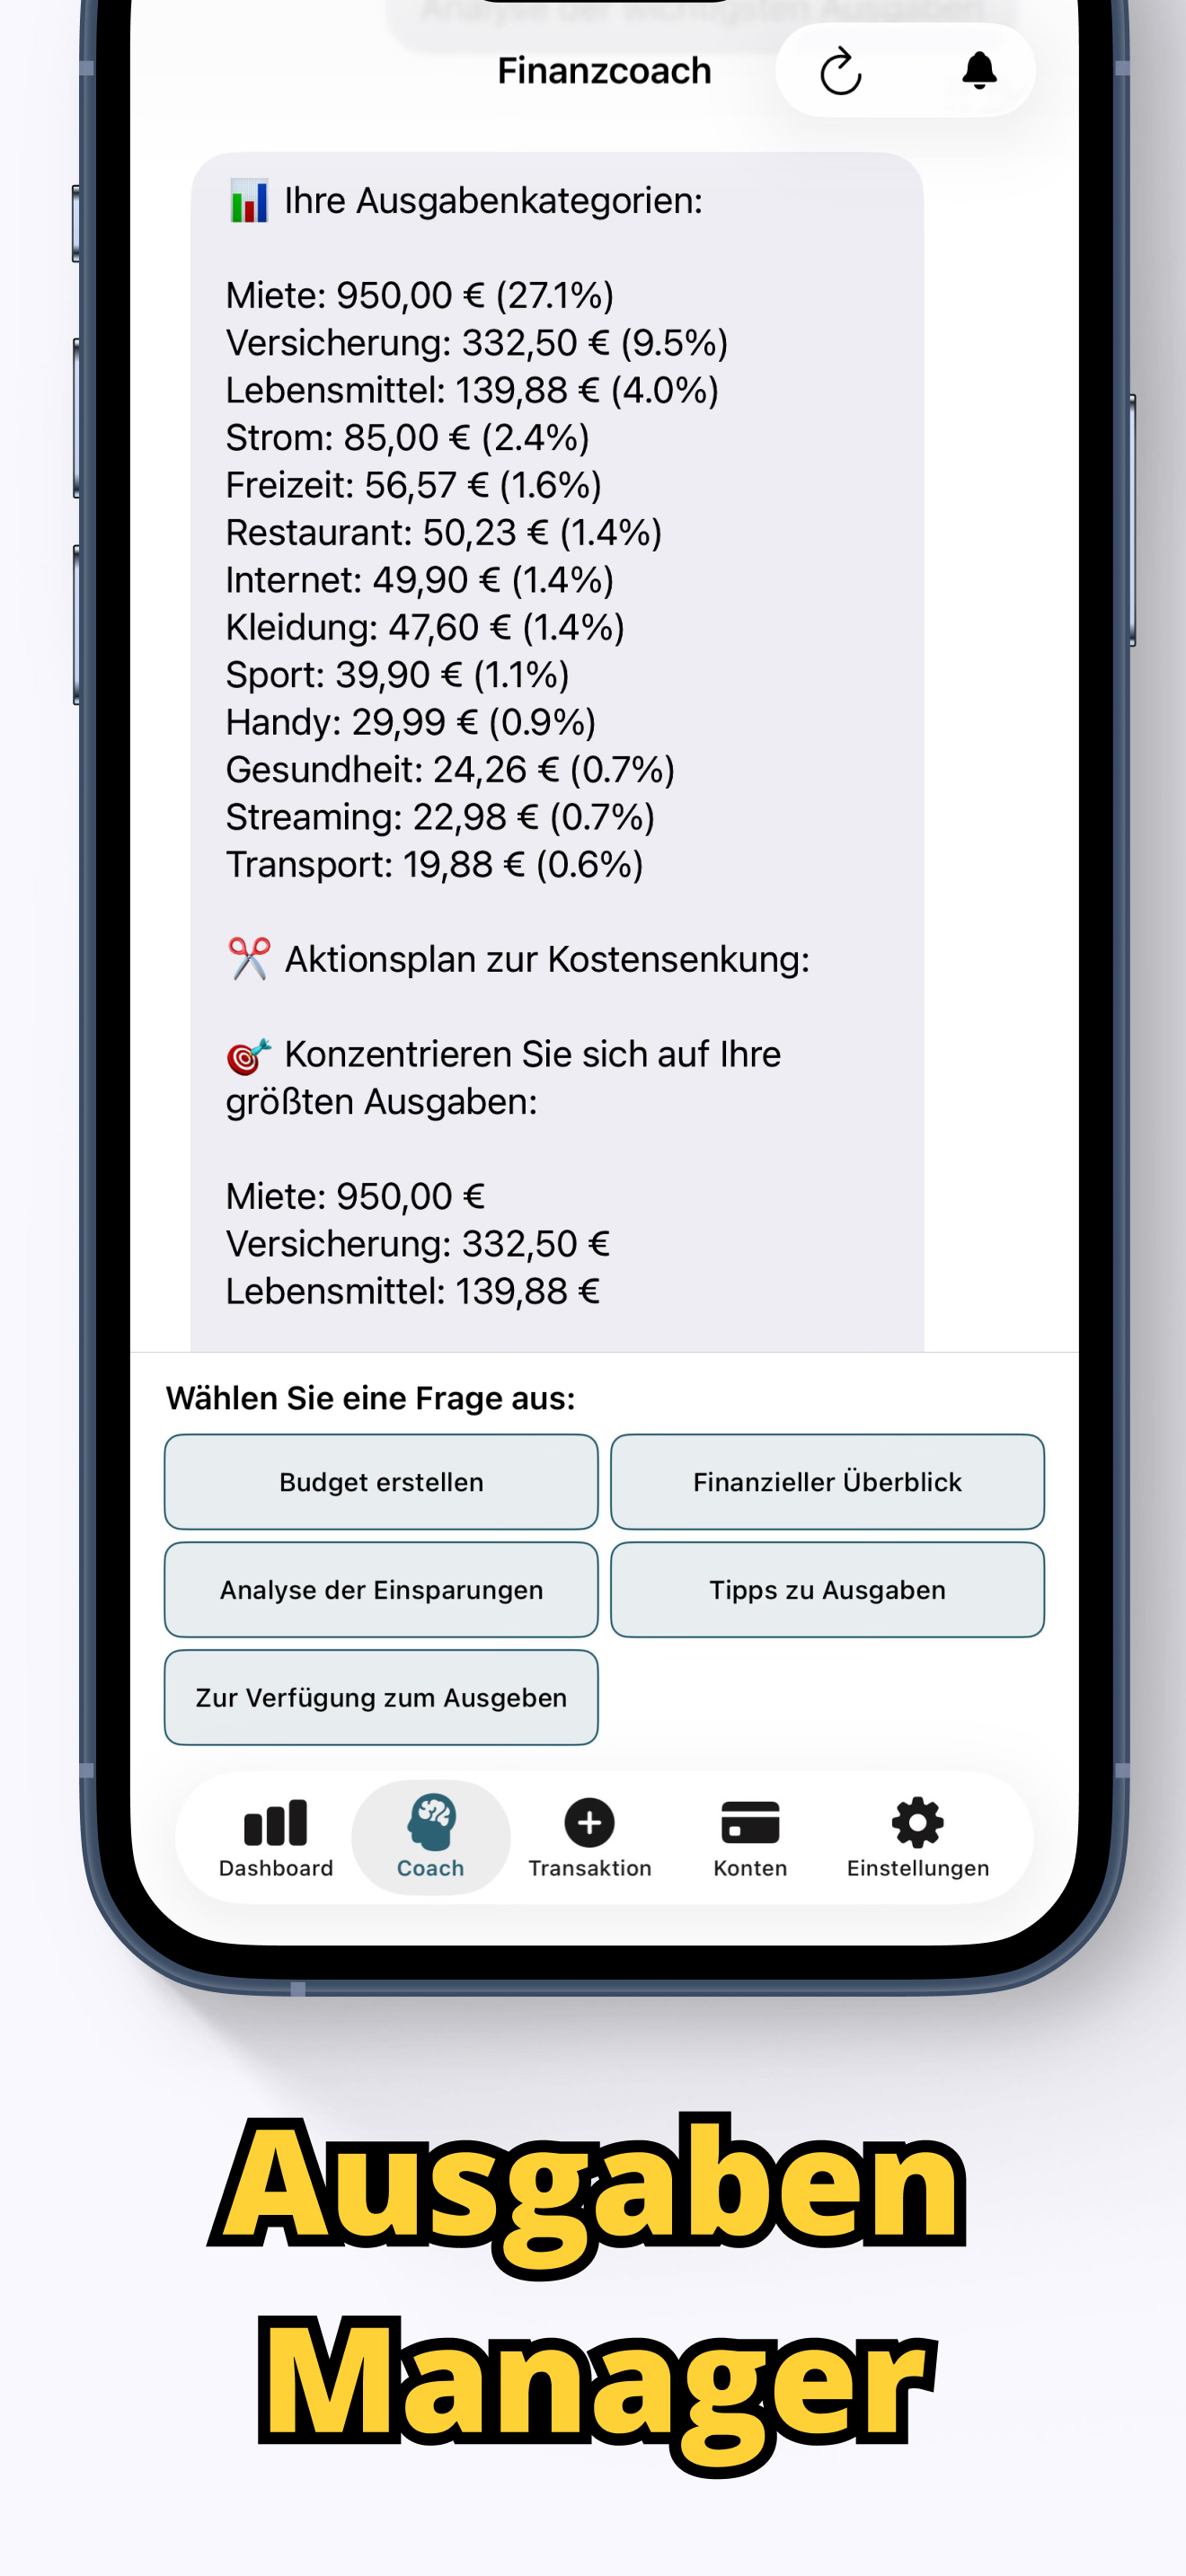 Analyse der wichtigsten Ausgaben
Finanzcoach
Ihre Ausgabenkategorien:
Miete: 950,00 € (27.1%)
Versicherung: 332,50 € (9.5%)
Lebensmittel: 139,88 € (4.0%)
Strom: 85,00 € (2.4%)
Freizeit: 56,57 € (1.6%)
Restaurant: 50,23 € (1.4%)
Internet: 49,90 € (1.4%)
Kleidung: 47,60 € (1.4%)
Sport: 39,90 € (1.1%)
Handy: 29,99 € (0.9%)
Gesundheit: 24,26 € (0.7%)
Streaming: 22,98 € (0.7%)
Transport: 19,88 € (0.6%)
Aktionsplan zur Kostensenkung:
Konzentrieren Sie sich auf Ihre
größten Ausgaben:
Miete: 950,00 €
Versicherung: 332,50 €
Lebensmittel: 139,88 €
Wählen Sie eine Frage aus:
Budget erstellen
Finanzieller Überblick
Analyse der Einsparungen
Tipps zu Ausgaben
Zur Verfügung zum Ausgeben
Dashboard
Coach
Transaktion
Konten
Einstellungen
Ausgaben
Manager